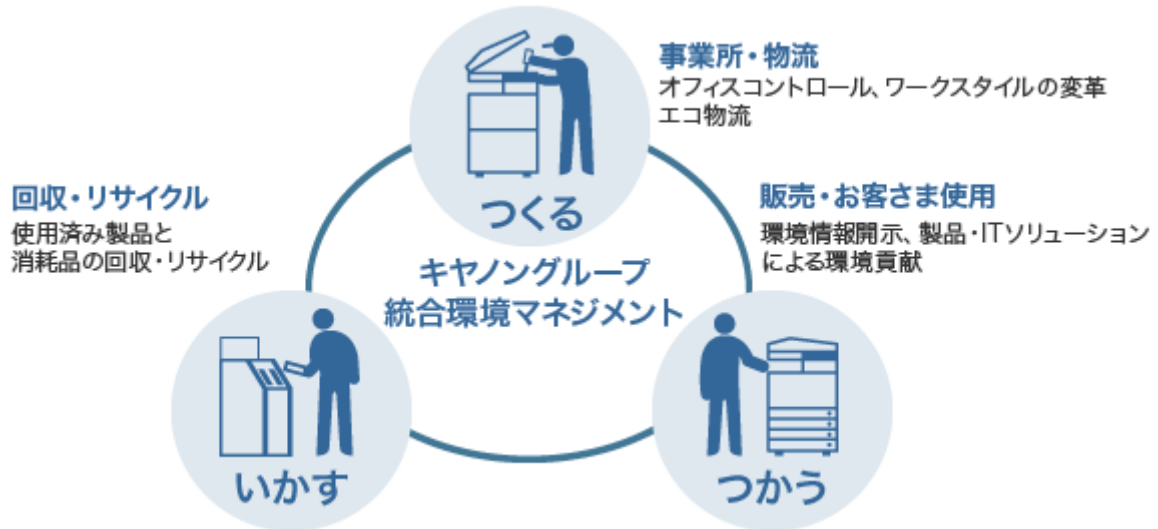 事業所・物流
オフィスコントロール、ワークスタイルの変革
エコ物流
つくる
回収・リサイクル
使用済み製品と
消耗品の回収・リサイクル
販売・お客さま使用
環境情報開示、製品・ITソリューション
による環境貢献
キヤノングループ
統合環境マネジメント
いかす
つかう